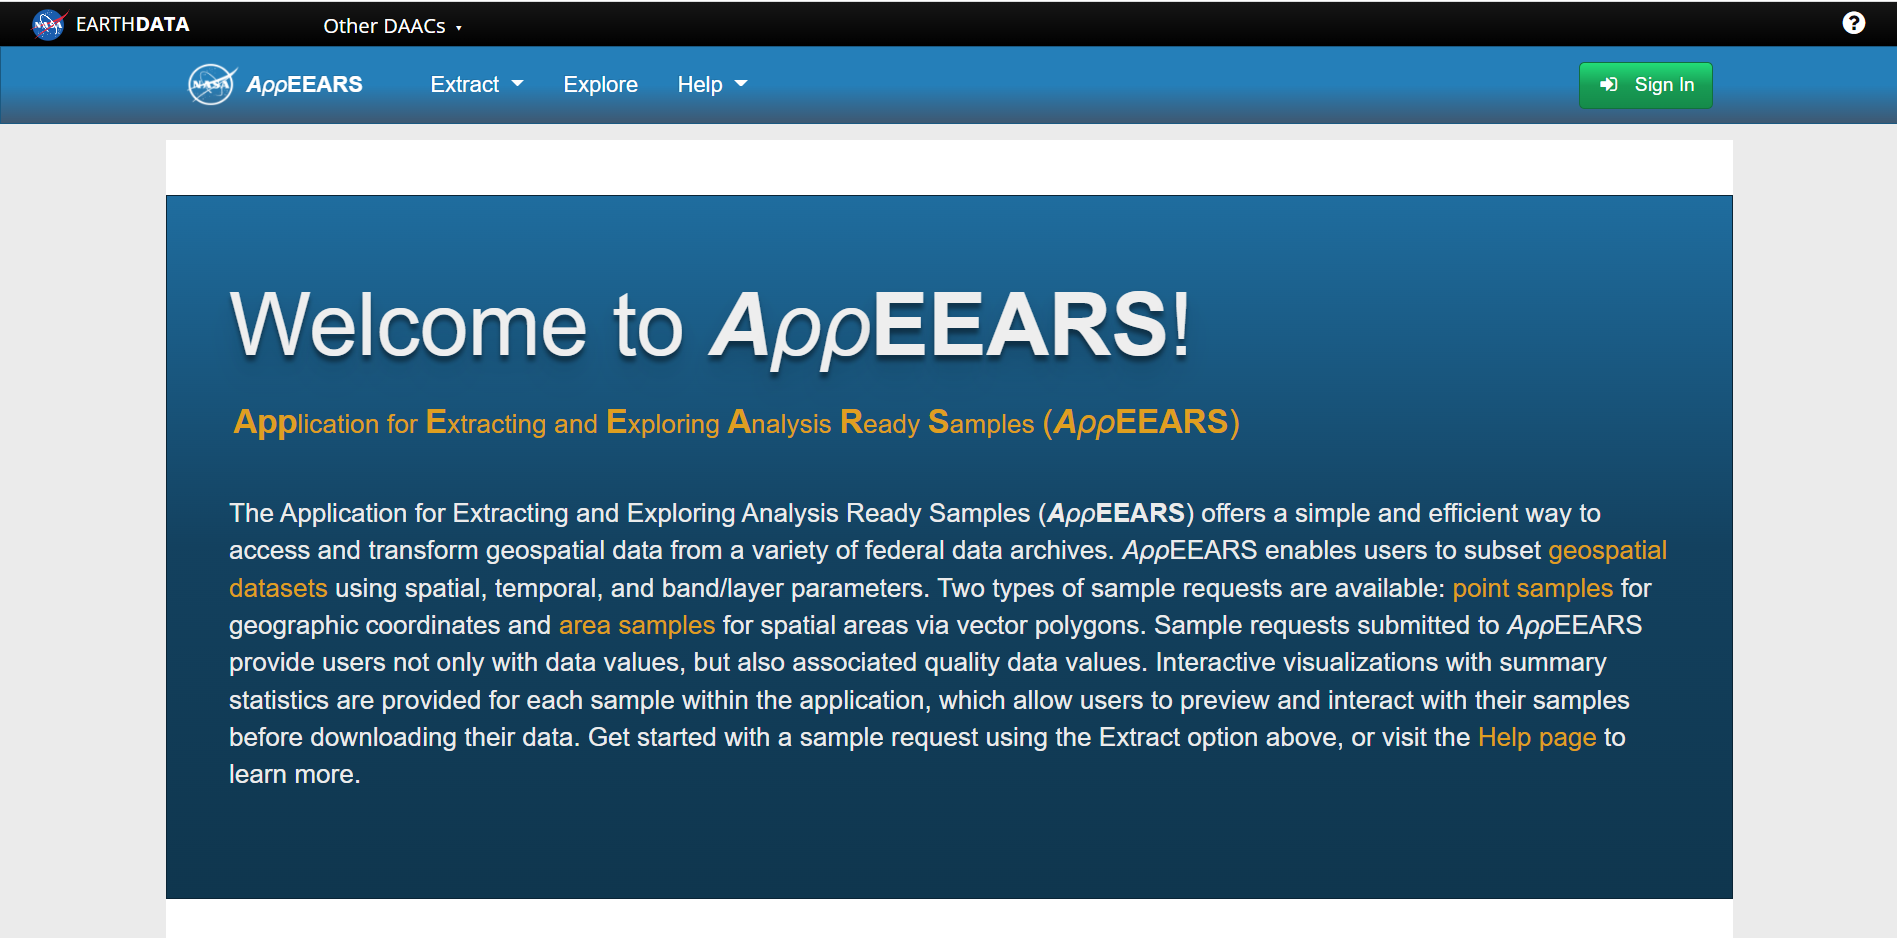 NASA EARTHDATA Other DAACs ?
NASA AppEEARS Extract Explore Help Sign In
Welcome to AppEEARS!
Application for Extracting and Exploring Analysis Ready Samples (AppEEARS)
The Application for Extracting and Exploring Analysis Ready Samples (AppEEARS) offers a simple and efficient way to
access and transform geospatial data from a variety of federal data archives. AppEEARS enables users to subset geospatial
datasets using spatial, temporal, and band/layer parameters. Two types of sample requests are available: point samples for
geographic coordinates and area samples for spatial areas via vector polygons. Sample requests submitted to AppEEARS
provide users not only with data values, but also associated quality data values. Interactive visualizations with summary
statistics are provided for each sample within the application, which allow users to preview and interact with their samples
before downloading their data. Get started with a sample request using the Extract option above, or visit the Help page to
learn more.